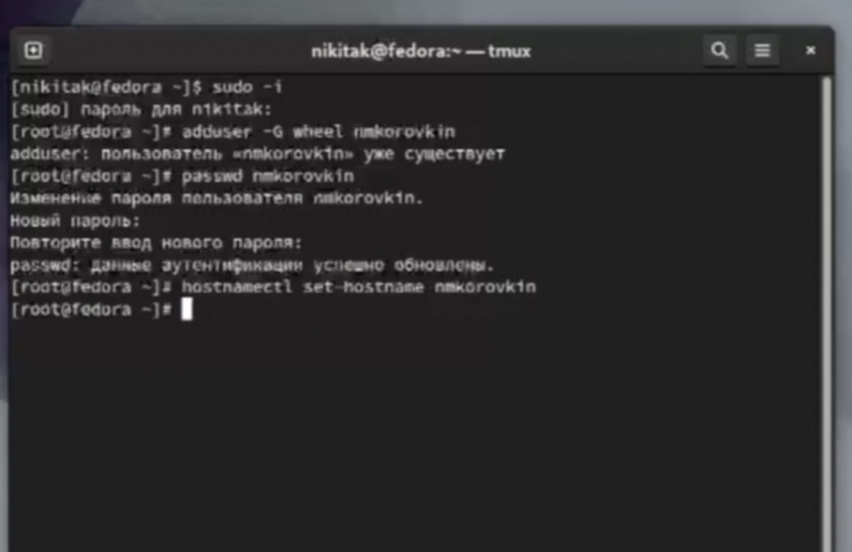 nikitak@fedora:~ — tmux
[nikitak@fedora ~]$ sudo -i
[sudo] пароль для nikitak:
[root@fedora ~]# adduser -G wheel nmkorovkin
adduser: пользователь «nmkorovkin» уже существует
[root@fedora ~]# passwd nmkorovkin
Изменение пароля пользователя nmkorovkin.
Новый пароль:
Повторите ввод нового пароля:
passwd: данные аутентификации успешно обновлены.
[root@fedora ~]# hostnamectl set-hostname nmkorovkin
[root@fedora ~]#